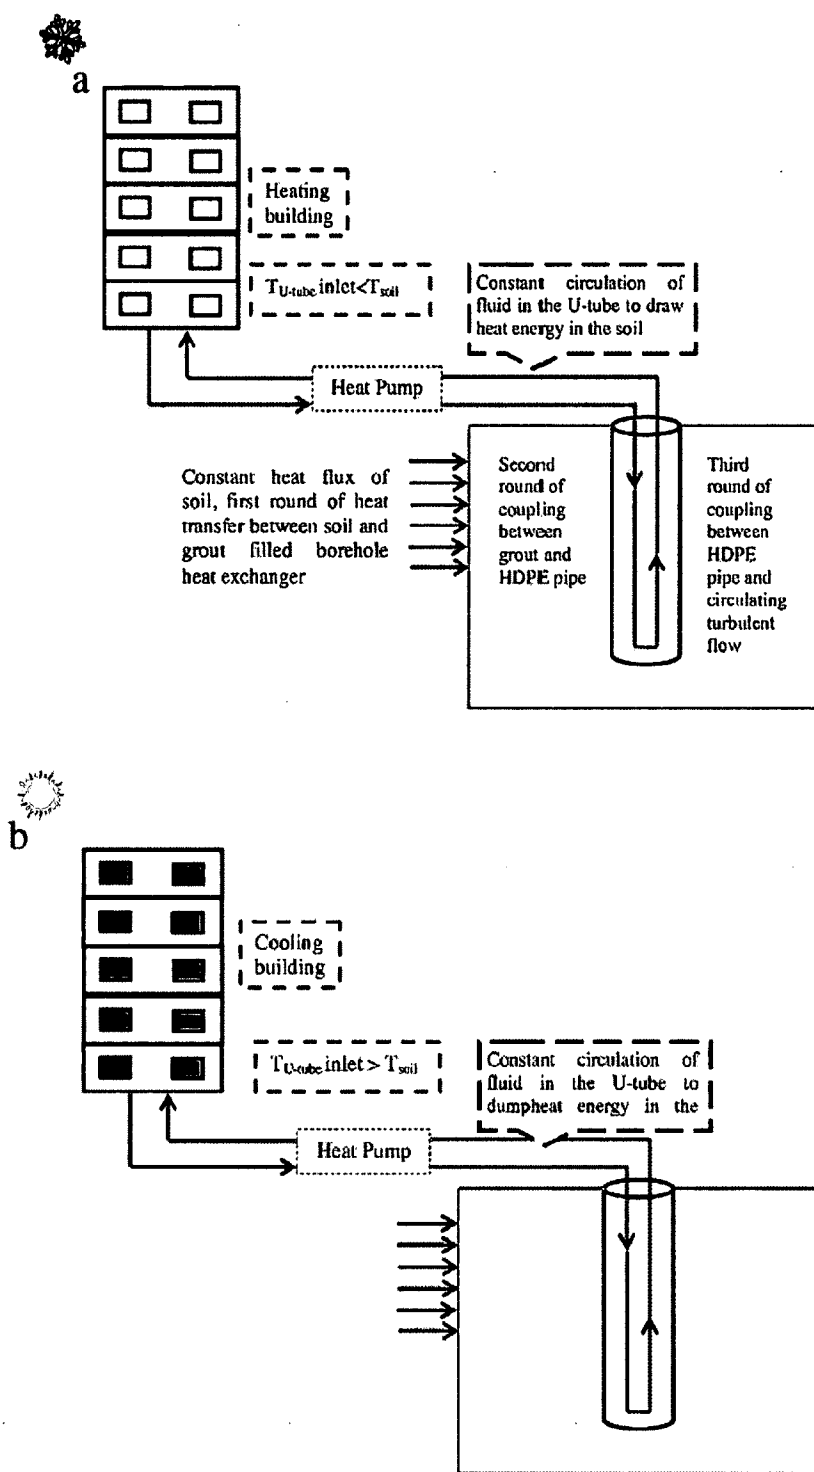 a
Heating
building
TU-tube inlet<Tsoil
Constant circulation of
fluid in the U-tube to draw
heat energy in the soil
Heat Pump
Constant heat flux of
soil, first round of heat
transfer between soil and
grout filled borehole
heat exchanger
Second
round of
coupling
between
grout and
HDPE pipe
Third
round of
coupling
between
HDPE
pipe and
circulating
turbulent
flow
b
Cooling
building
TU-tube inlet > Tsoil
Constant circulation of
fluid in the U-tube to
dumpheat energy in the
Heat Pump